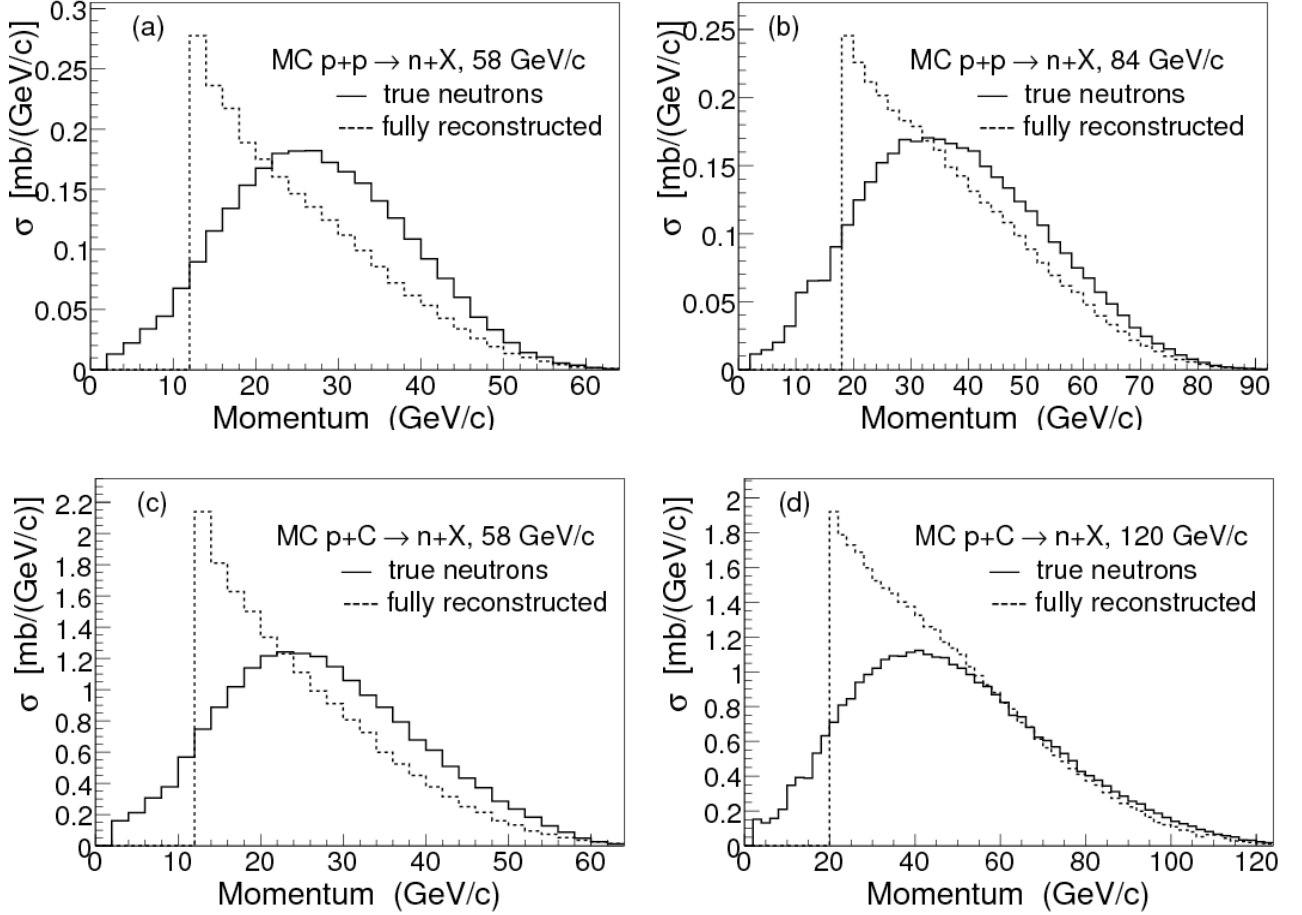 (a)
MC p+p → n+X, 58 GeV/c
true neutrons
fully reconstructed
σ [mb/(GeV/c)]
0.3
0.25
0.2
0.15
0.1
0.05
0
0 10 20 30 40 50 60
Momentum (GeV/c)
(b)
MC p+p → n+X, 84 GeV/c
true neutrons
fully reconstructed
σ [mb/(GeV/c)]
0.25
0.2
0.15
0.1
0.05
0
0 10 20 30 40 50 60 70 80 90
Momentum (GeV/c)
(c)
MC p+C → n+X, 58 GeV/c
true neutrons
fully reconstructed
σ [mb/(GeV/c)]
2.2
2
1.8
1.6
1.4
1.2
1
0.8
0.6
0.4
0.2
0
0 10 20 30 40 50 60
Momentum (GeV/c)
(d)
MC p+C → n+X, 120 GeV/c
true neutrons
fully reconstructed
σ [mb/(GeV/c)]
2
1.8
1.6
1.4
1.2
1
0.8
0.6
0.4
0.2
0
0 20 40 60 80 100 120
Momentum (GeV/c)